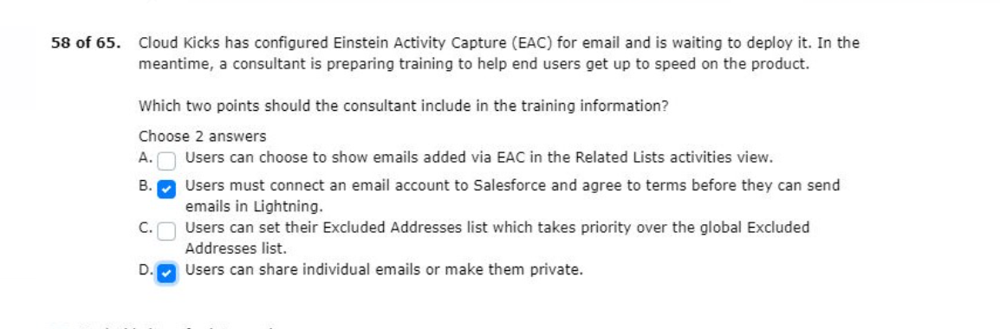 58 of 65. Cloud Kicks has configured Einstein Activity Capture (EAC) for email and is waiting to deploy it. In the
meantime, a consultant is preparing training to help end users get up to speed on the product.
Which two points should the consultant include in the training information?
Choose 2 answers
A. Users can choose to show emails added via EAC in the Related Lists activities view.
B. Users must connect an email account to Salesforce and agree to terms before they can send
emails in Lightning.
C. Users can set their Excluded Addresses list which takes priority over the global Excluded
Addresses list.
D. Users can share individual emails or make them private.